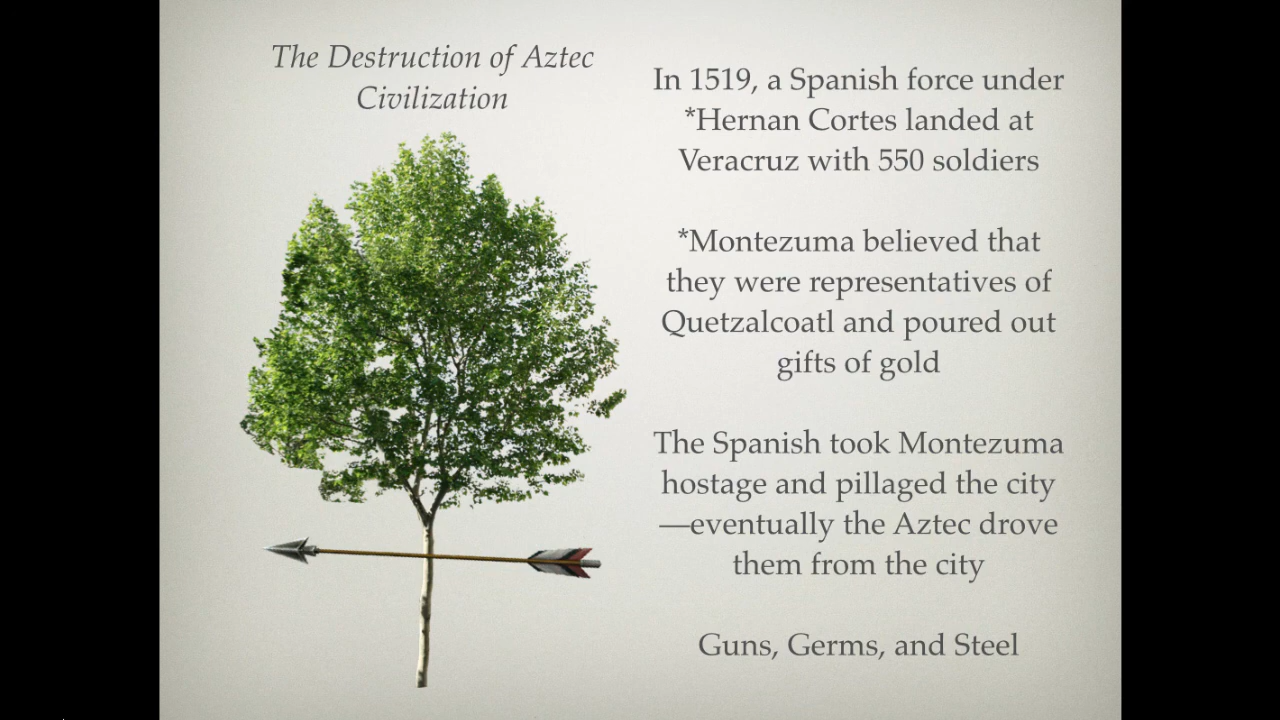 The Destruction of Aztec
Civilization
In 1519, a Spanish force under
*Hernan Cortes landed at
Veracruz with 550 soldiers
*Montezuma believed that
they were representatives of
Quetzalcoatl and poured out
gifts of gold
The Spanish took Montezuma
hostage and pillaged the city
—eventually the Aztec drove
them from the city
Guns, Germs, and Steel